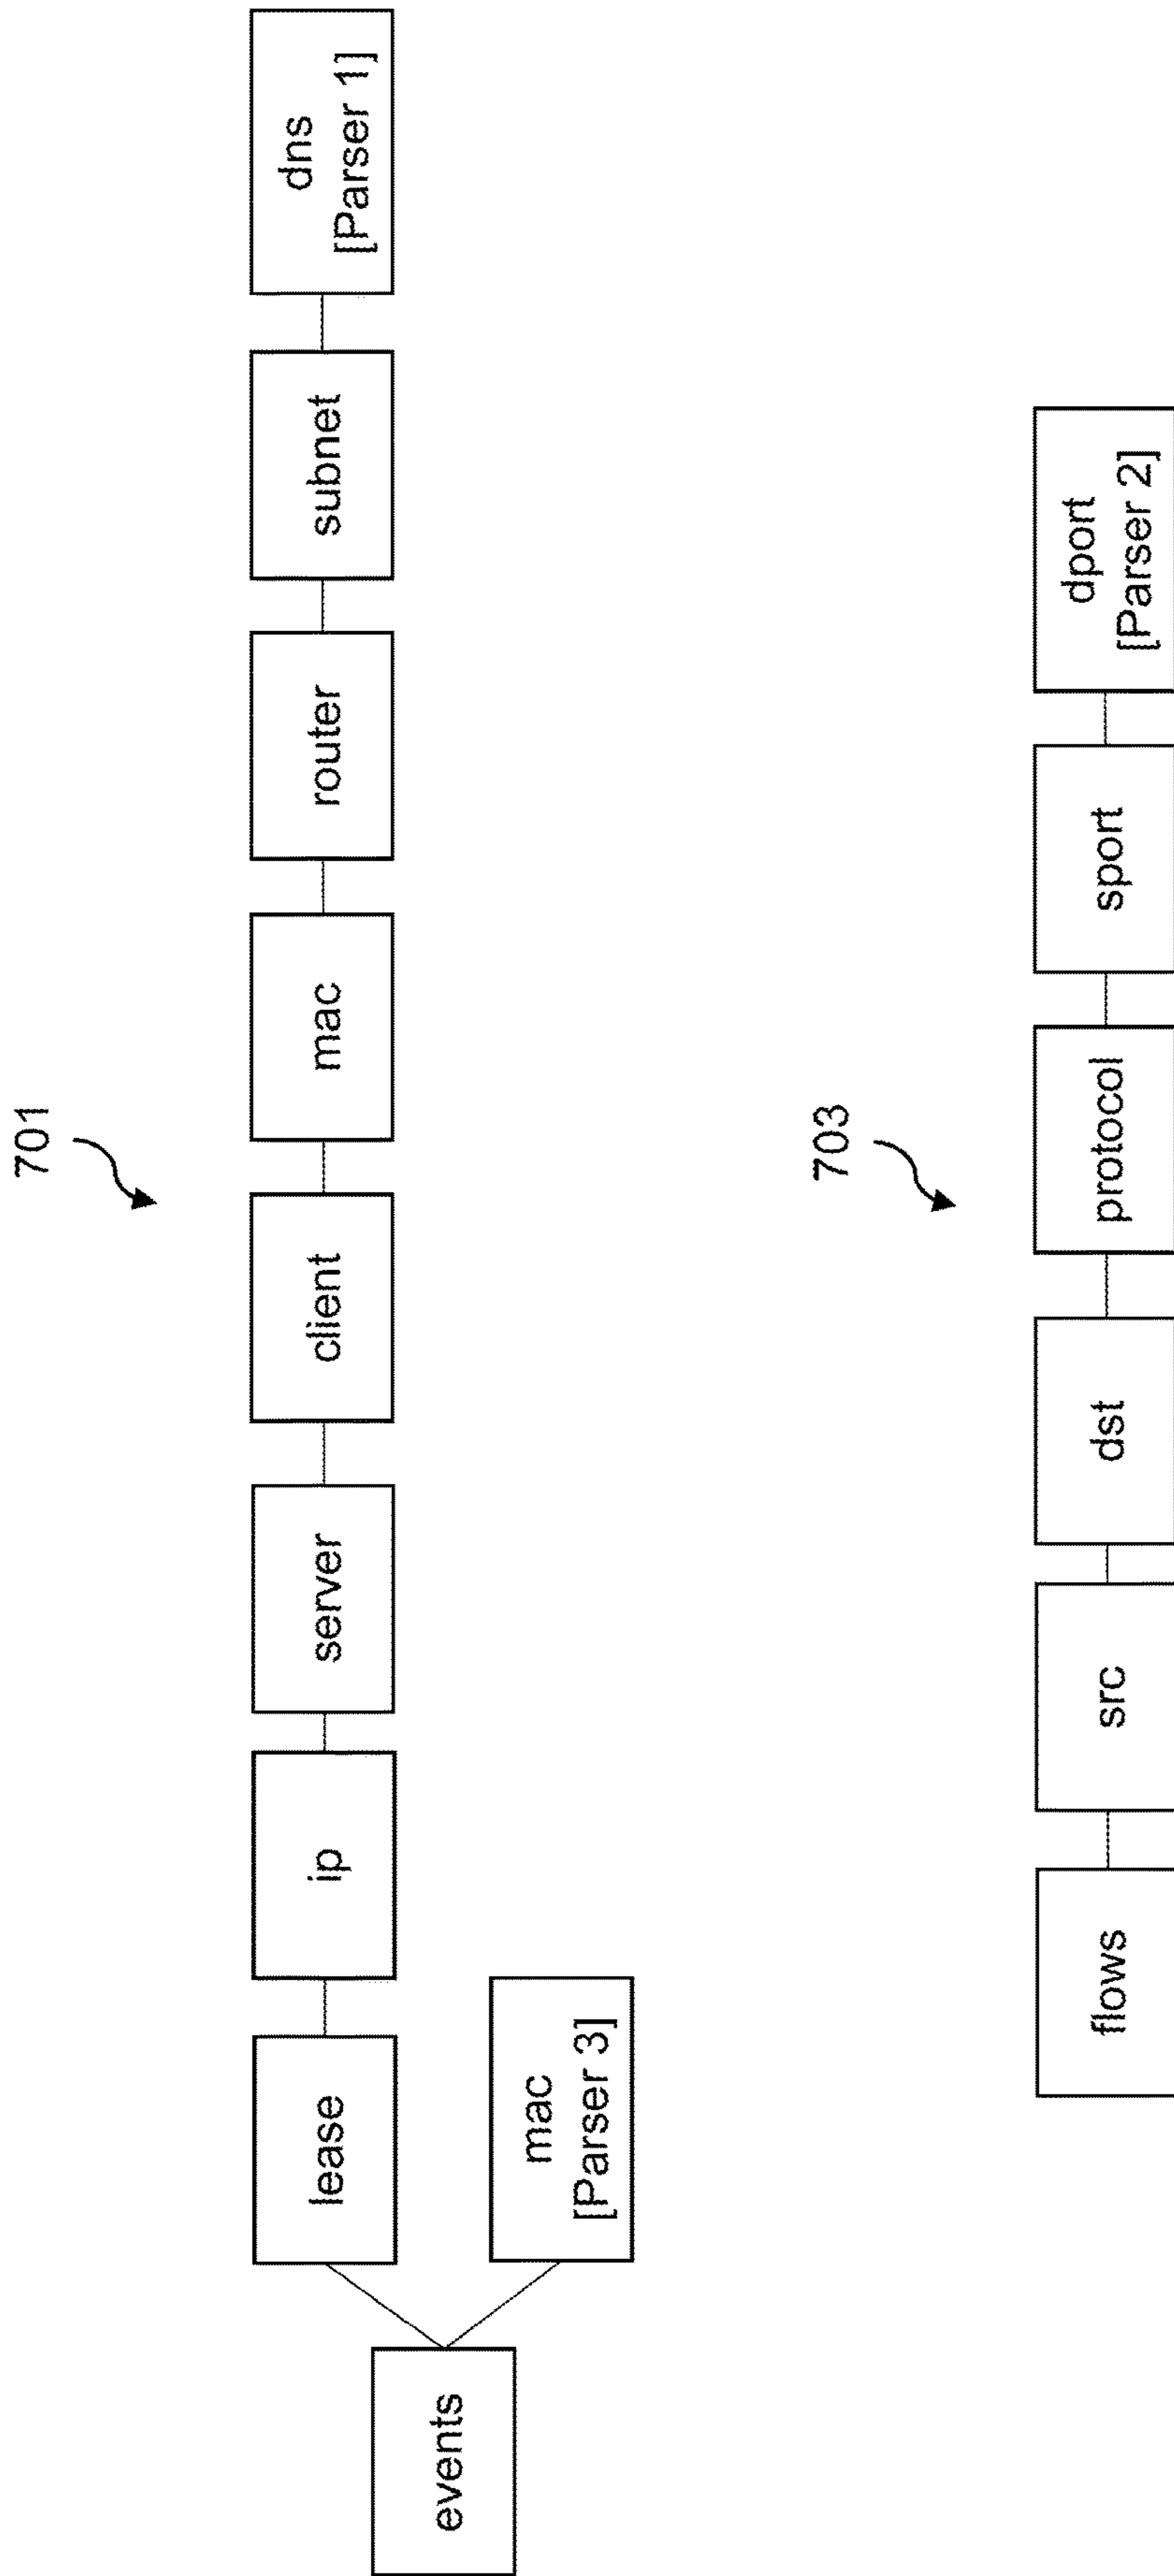 701
events
lease
ip
server
client
mac
router
subnet
dns
[Parser 1]
mac
[Parser 3]
703
flows
src
dst
protocol
sport
dport
[Parser 2]